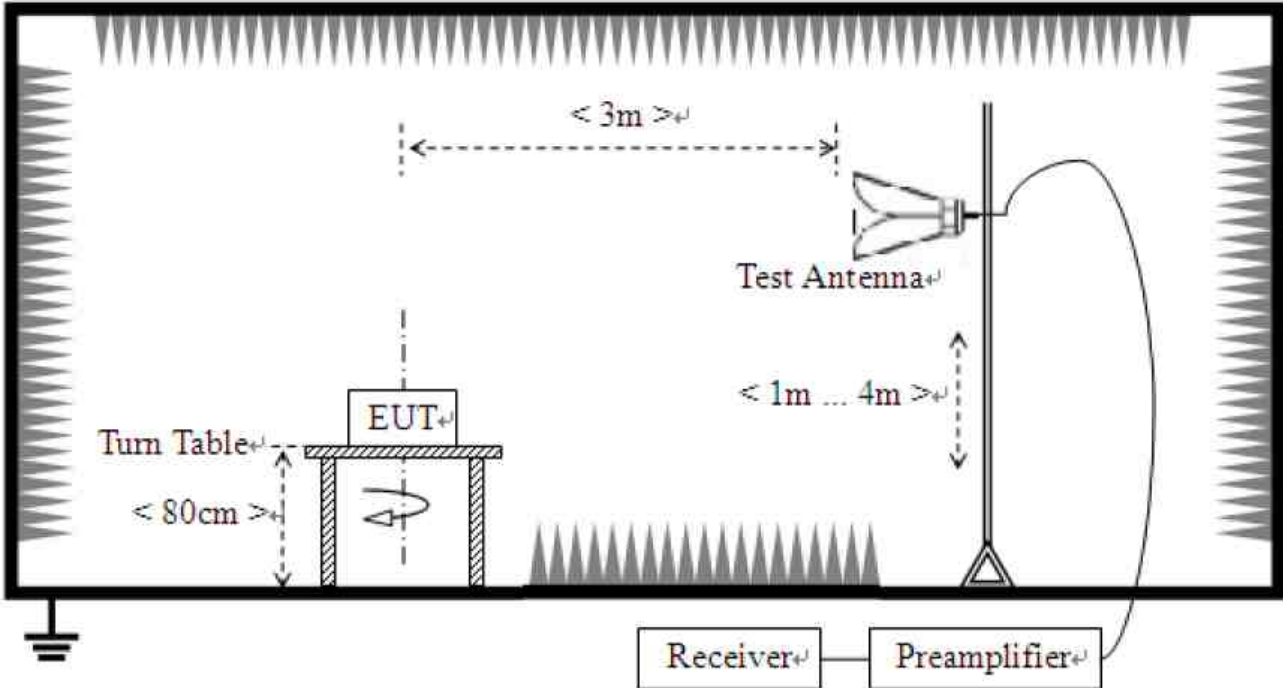 < 3m >↵
Test Antenna↵
< 1m ... 4m >↵
EUT↵
Turn Table↵
< 80cm >↵
Receiver↵
Preamplifier↵